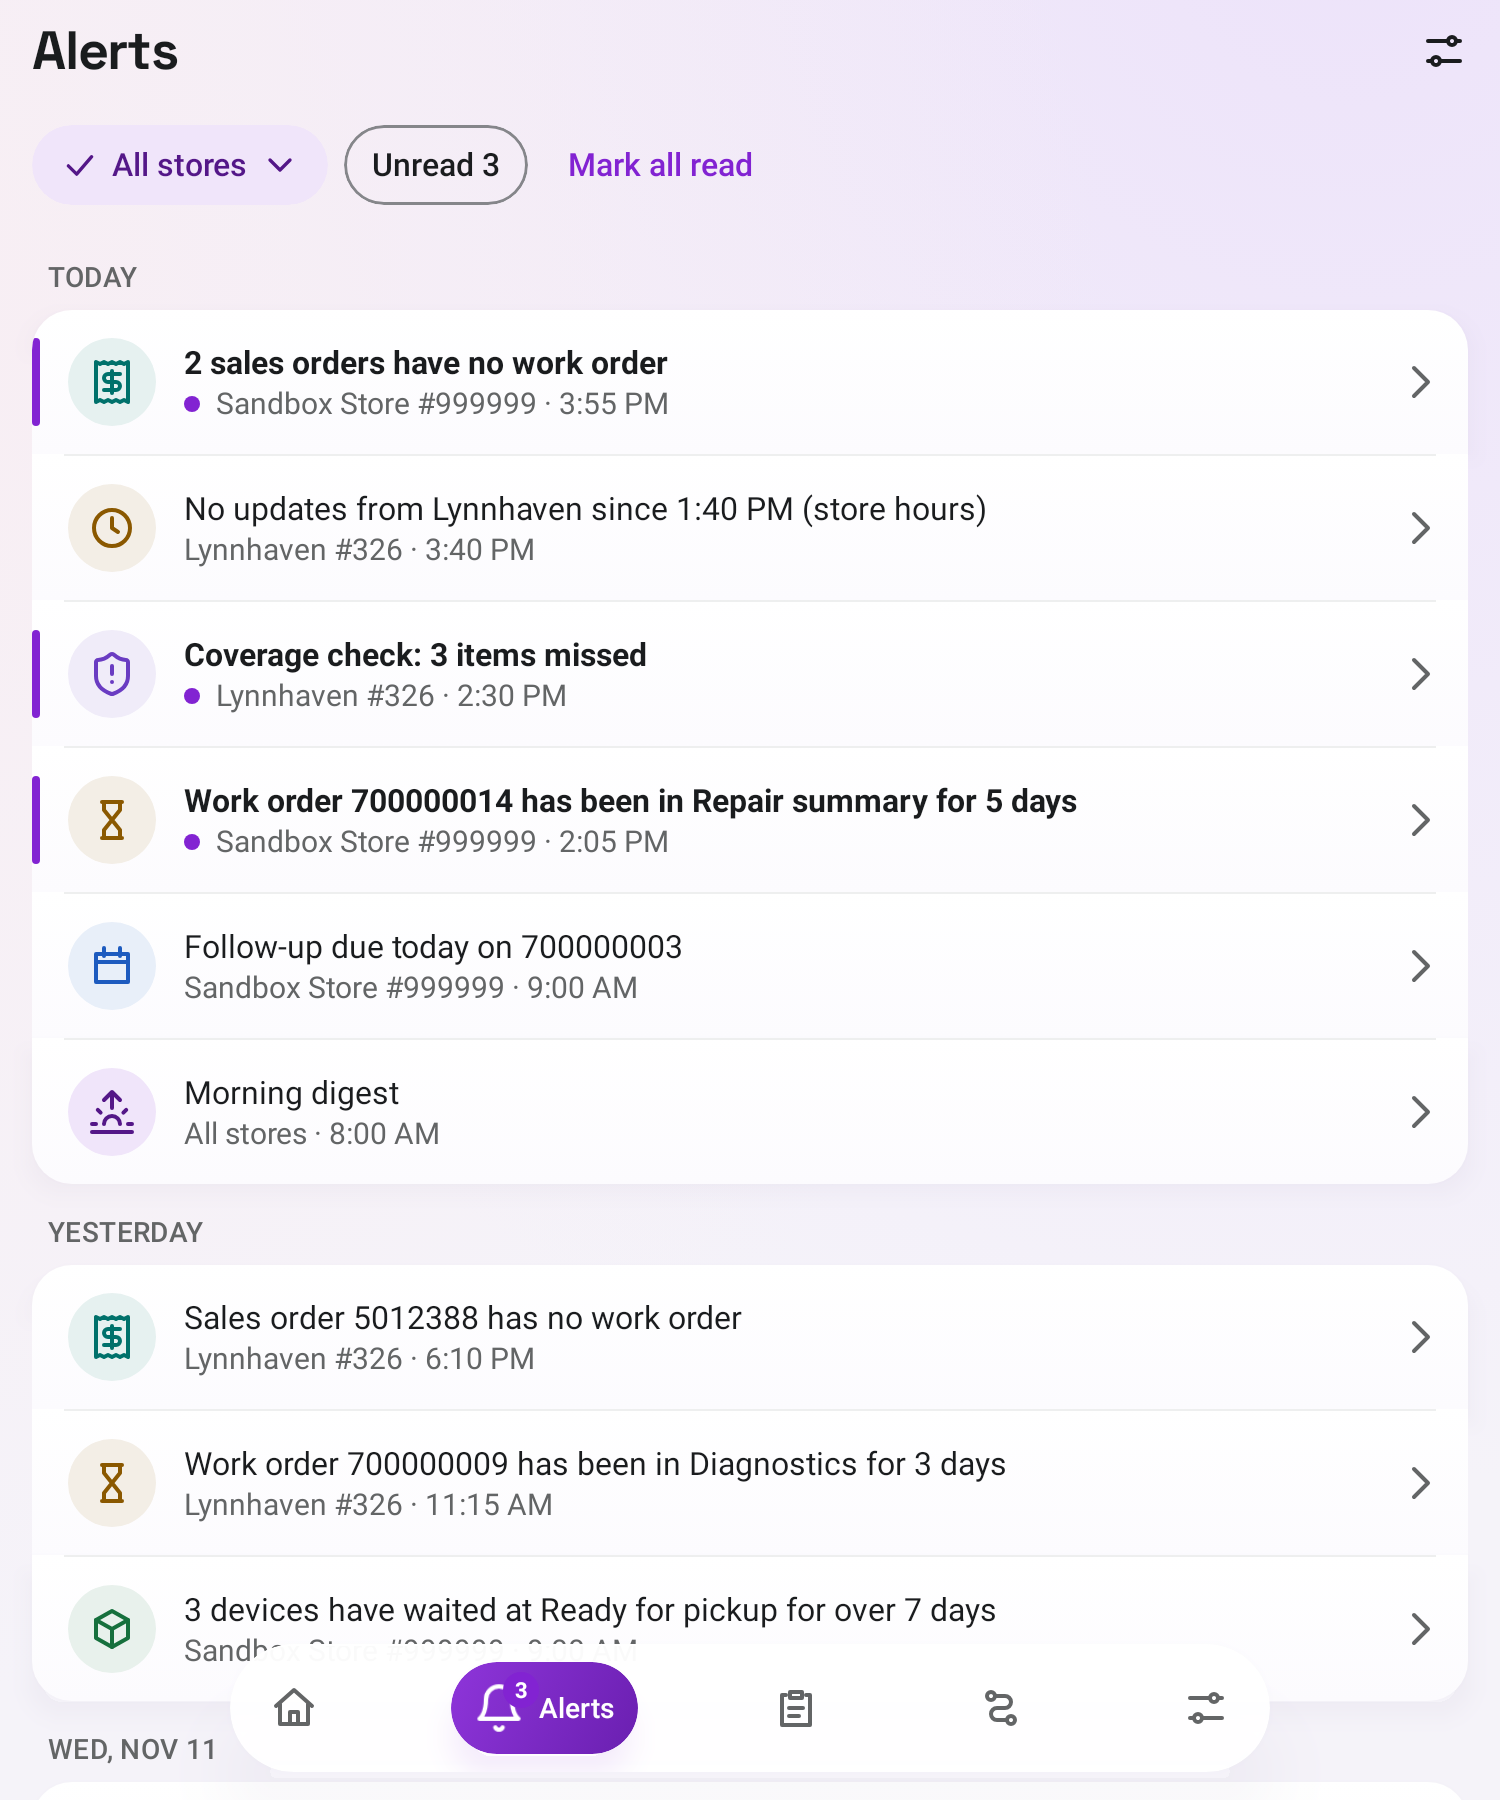 Alerts
All stores
Unread 3
Mark all read
TODAY
2 sales orders have no work order
Sandbox Store #999999 · 3:55 PM
No updates from Lynnhaven since 1:40 PM (store hours)
Lynnhaven #326 · 3:40 PM
Coverage check: 3 items missed
Lynnhaven #326 · 2:30 PM
Work order 700000014 has been in Repair summary for 5 days
Sandbox Store #999999 · 2:05 PM
Follow-up due today on 700000003
Sandbox Store #999999 · 9:00 AM
Morning digest
All stores · 8:00 AM
YESTERDAY
Sales order 5012388 has no work order
Lynnhaven #326 · 6:10 PM
Work order 700000009 has been in Diagnostics for 3 days
Lynnhaven #326 · 11:15 AM
3 devices have waited at Ready for pickup for over 7 days
Sandbox Store #999999 · 9:00 AM
3
Alerts
WED, NOV 11